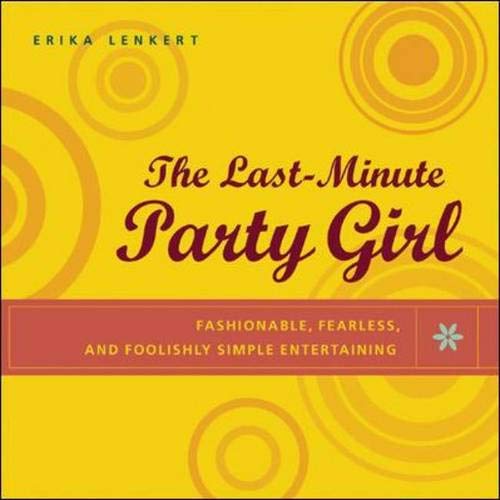 ERIKA LENKERT
The Last-Minute
Party Girl
FASHIONABLE, FEARLESS,
AND FOOLISHLY SIMPLE ENTERTAINING